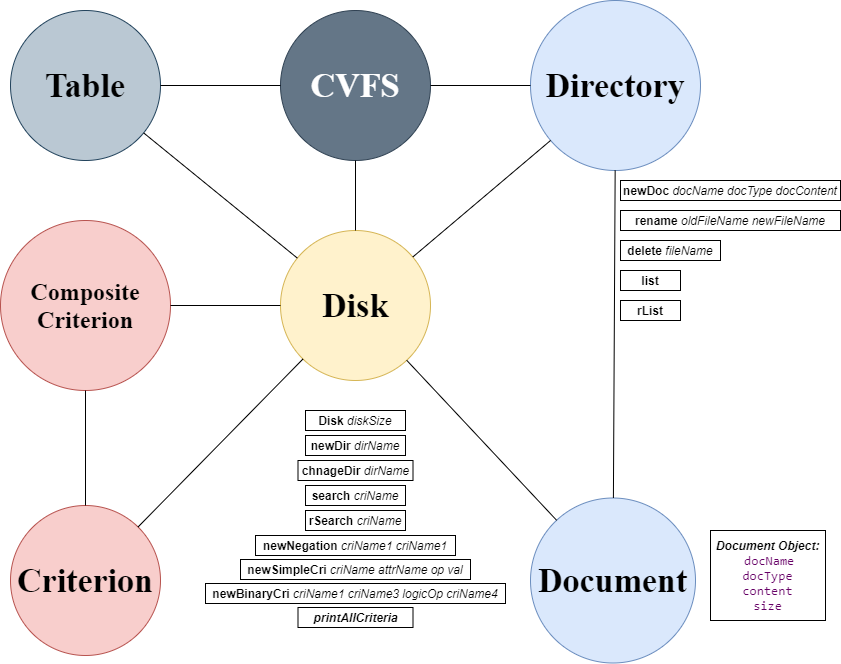 Table
CVFS
Directory
newDoc docName docType docContent
rename oldFileName newFileName
delete fileName
list
rList
Composite
Criterion
Disk
Disk diskSize
newDir dirName
chnageDir dirName
search criName
rSearch criName
newNegation criName1 criName1
newSimpleCri criName attrName op val
newBinaryCri criName1 criName3 logicOp criName4
printAllCriteria
Criterion
Document
Document Object:
docName
docType
content
size